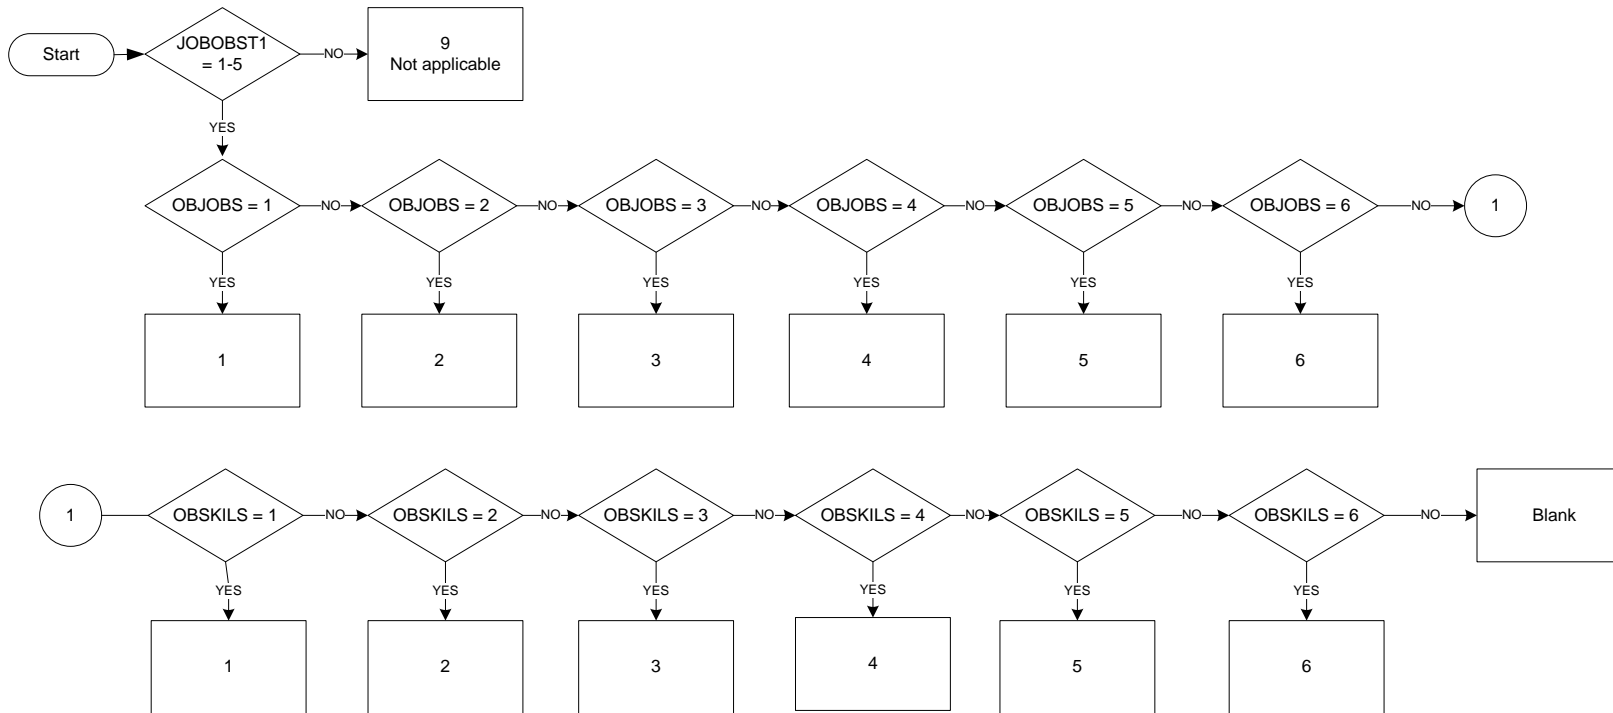 Start
JOBOBST1
= 1-5
NO
9
Not applicable
YES
OBJOBS = 1
NO
OBJOBS = 2
NO
OBJOBS = 3
NO
OBJOBS = 4
NO
OBJOBS = 5
NO
OBJOBS = 6
NO
1
YES
YES
YES
YES
YES
YES
1
2
3
4
5
6
1
OBSKILS = 1
NO
OBSKILS = 2
NO
OBSKILS = 3
NO
OBSKILS = 4
NO
OBSKILS = 5
NO
OBSKILS = 6
NO
Blank
YES
YES
YES
YES
YES
YES
1
2
3
4
5
6